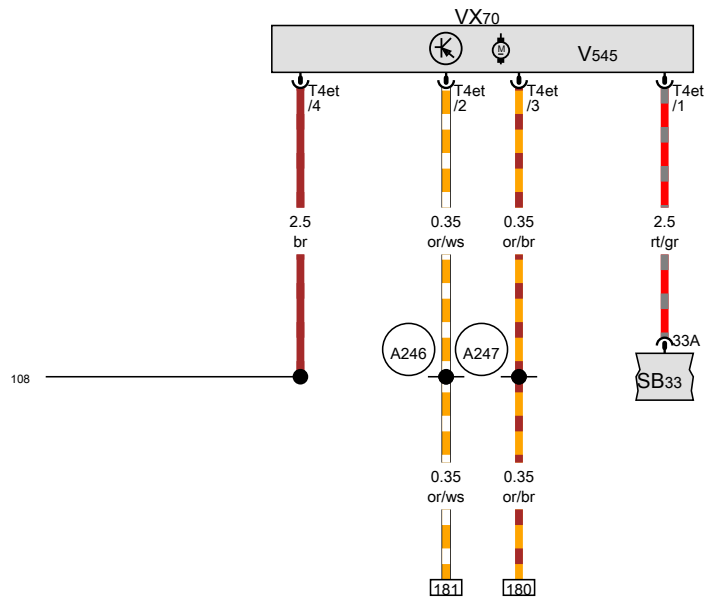 VX70
M
V545
T4et
/4
T4et
/2
T4et
/3
T4et
/1
2.5
br
0.35
or/ws
0.35
or/br
2.5
rt/gr
A246
A247
33A
SB33
108
0.35
or/ws
0.35
or/br
181
180